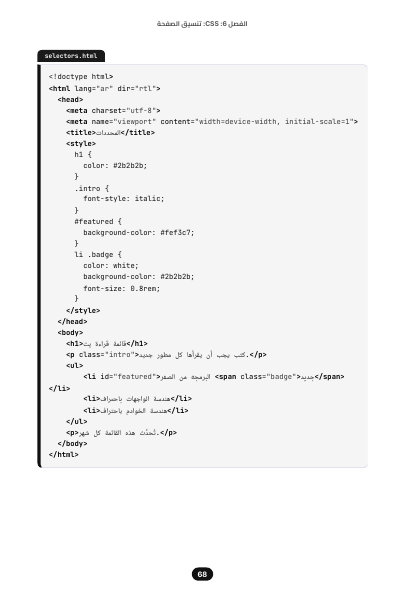 الفصل 6: CSS: تنسيق الصفحة
selectors.html
<!doctype html>
<html lang="ar" dir="rtl">
<head>
<meta charset="utf-8">
<meta name="viewport" content="width=device-width, initial-scale=1">
<title>المحددات</title>
<style>
h1 {
color: #2b2b2b;
}
.intro {
font-style: italic;
}
#featured {
background-color: #fef3c7;
}
li .badge {
color: white;
background-color: #2b2b2b;
font-size: 0.8rem;
}
</style>
</head>
<body>
<h1>قائمة قراءة بِت</h1>
<p class="intro">كتب يجب أن يقرأها كل مطور جديد.</p>
<ul>
<li id="featured">البرمجة من الصفر <span class="badge">جديد</span>
</li>
<li>هندسة الواجهات باحتراف</li>
<li>هندسة الخوادم باحتراف</li>
</ul>
<p>تُحدَّث هذه القائمة كل شهر.</p>
</body>
</html>
68